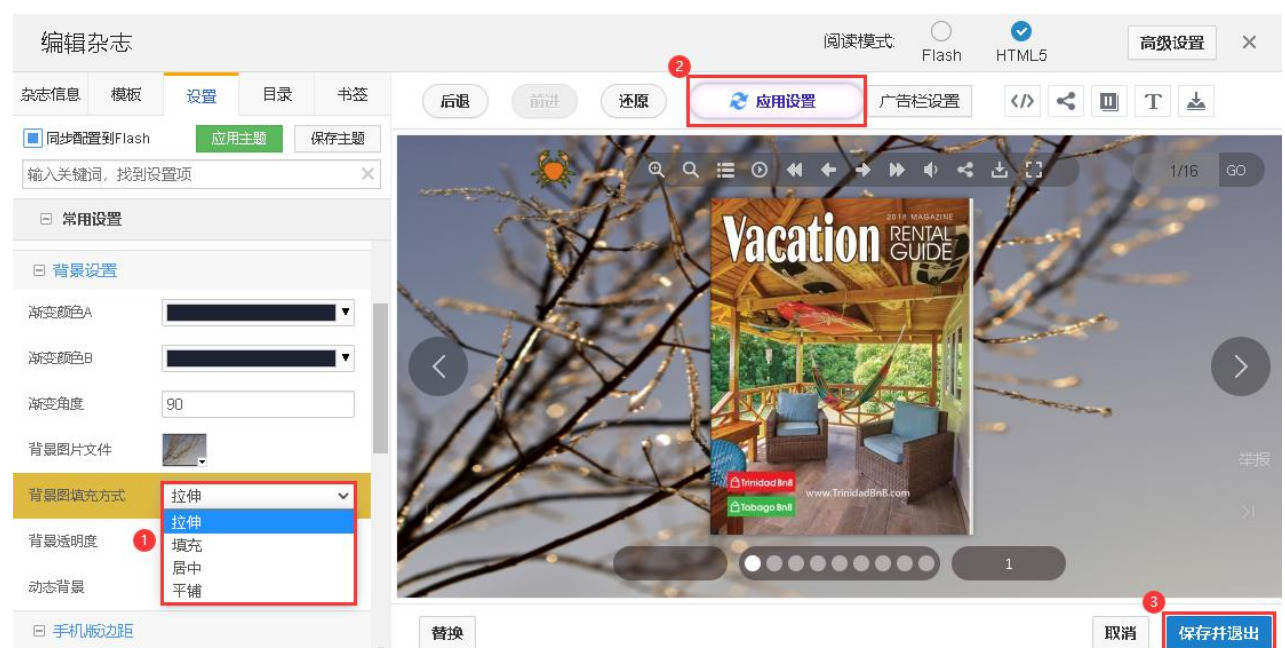 编辑杂志
阅读模式:
Flash
HTML5
高级设置
杂志信息
模板
设置
目录
书签
同步配置到Flash
应用主题
保存主题
输入关键词，找到设置项
常用设置
背景设置
渐变颜色A
渐变颜色B
渐变角度
90
背景图片文件
背景图填充方式
拉伸
1
拉伸
填充
居中
平铺
背景透明度
动态背景
手机版边距
后退
前进
还原
2
应用设置
广告栏设置
T
1/16
GO
Vacation
2018 MAGAZINE
RENTAL
GUIDE
Trinidad BnB
Tobago BnB
www.TrinidadBnB.com
举报
1
替换
取消
3
保存并退出